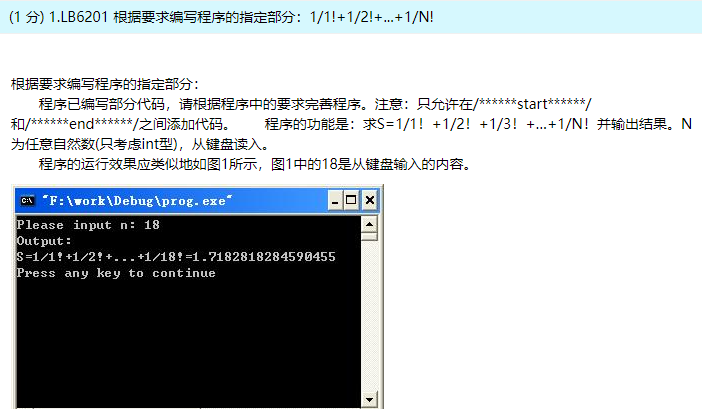 (1 分) 1.LB6201 根据要求编写程序的指定部分：1/1!+1/2!+...+1/N!
根据要求编写程序的指定部分：
程序已编写部分代码，请根据程序中的要求完善程序。注意：只允许在/******start******/
和/******end******/之间添加代码。 程序的功能是：求S=1/1！+1/2！+1/3！+...+1/N！并输出结果。N
为任意自然数(只考虑int型)，从键盘读入。
程序的运行效果应类似地如图1所示，图1中的18是从键盘输入的内容。
"F:\work\Debug\prog.exe"
Please input n: 18
Output:
S=1/1!+1/2!+...+1/18!=1.7182818284590455
Press any key to continue